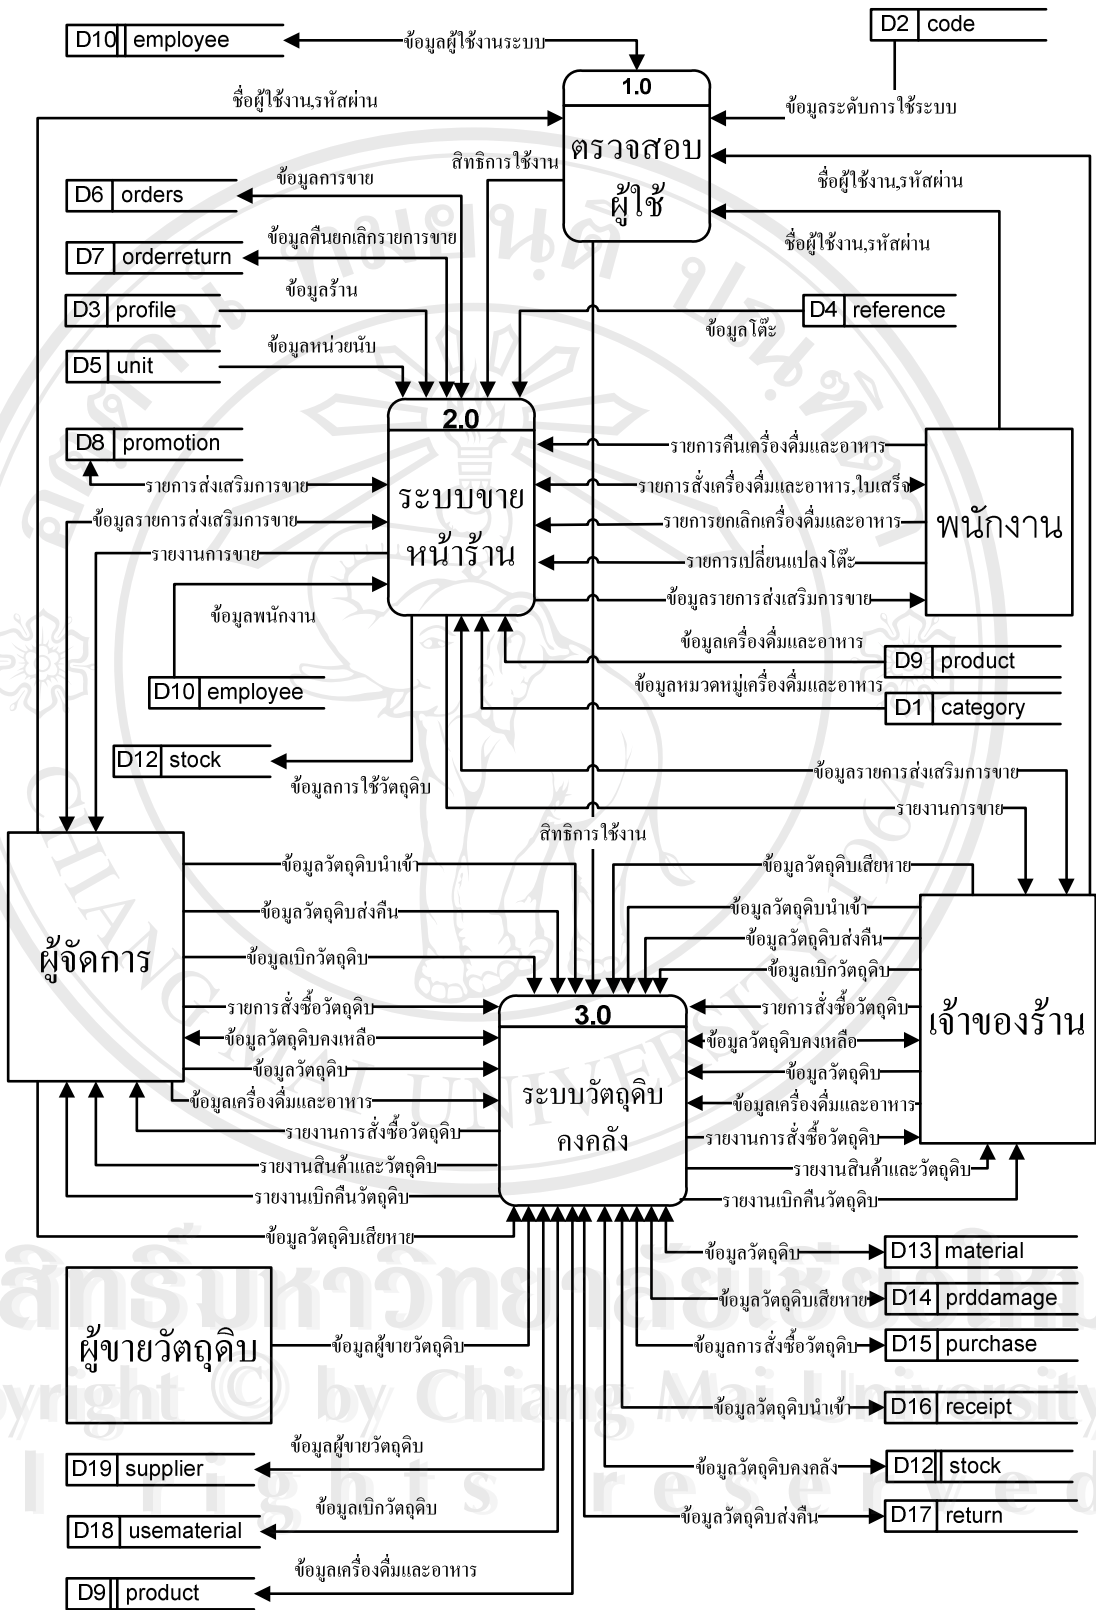 D10 employee
ข้อมูลผู้ใช้งานระบบ
D2 code
1.0
ตรวจสอบ
ผู้ใช้
ชื่อผู้ใช้งาน,รหัสผ่าน
ข้อมูลระดับการใช้ระบบ
สิทธิการใช้งาน
ชื่อผู้ใช้งาน,รหัสผ่าน
ชื่อผู้ใช้งาน,รหัสผ่าน
D6 orders
ข้อมูลการขาย
D7 orderreturn
ข้อมูลคืนยกเลิกรายการขาย
D3 profile
ข้อมูลร้าน
D4 reference
ข้อมูลโต๊ะ
D5 unit
ข้อมูลหน่วยนับ
2.0
ระบบขาย
หน้าร้าน
D8 promotion
รายการส่งเสริมการขาย
ข้อมูลรายการส่งเสริมการขาย
รายงานการขาย
ข้อมูลพนักงาน
D10 employee
รายการคืนเครื่องดื่มและอาหาร
รายการสั่งเครื่องดื่มและอาหาร,ใบเสร็จ
รายการยกเลิกเครื่องดื่มและอาหาร
รายการเปลี่ยนแปลงโต๊ะ
ข้อมูลรายการส่งเสริมการขาย
พนักงาน
ข้อมูลเครื่องดื่มและอาหาร
D9 product
ข้อมูลหมวดหมู่เครื่องดื่มและอาหาร
D1 category
D12 stock
ข้อมูลการใช้วัตถุดิบ
ข้อมูลรายการส่งเสริมการขาย
รายงานการขาย
สิทธิการใช้งาน
ผู้จัดการ
ข้อมูลวัตถุดิบนำเข้า
ข้อมูลวัตถุดิบส่งคืน
ข้อมูลเบิกวัตถุดิบ
รายการสั่งซื้อวัตถุดิบ
ข้อมูลวัตถุดิบคงเหลือ
ข้อมูลวัตถุดิบ
ข้อมูลเครื่องดื่มและอาหาร
รายงานการสั่งซื้อวัตถุดิบ
รายงานสินค้าและวัตถุดิบ
รายงานเบิกคืนวัตถุดิบ
ข้อมูลวัตถุดิบเสียหาย
3.0
ระบบวัตถุดิบ
คงคลัง
ข้อมูลวัตถุดิบเสียหาย
ข้อมูลวัตถุดิบนำเข้า
ข้อมูลวัตถุดิบส่งคืน
ข้อมูลเบิกวัตถุดิบ
รายการสั่งซื้อวัตถุดิบ
ข้อมูลวัตถุดิบคงเหลือ
ข้อมูลวัตถุดิบ
ข้อมูลเครื่องดื่มและอาหาร
รายงานการสั่งซื้อวัตถุดิบ
รายงานสินค้าและวัตถุดิบ
รายงานเบิกคืนวัตถุดิบ
เจ้าของร้าน
ผู้ขายวัตถุดิบ
ข้อมูลผู้ขายวัตถุดิบ
ข้อมูลวัตถุดิบ
D13 material
ข้อมูลวัตถุดิบเสียหาย
D14 prddamage
ข้อมูลการสั่งซื้อวัตถุดิบ
D15 purchase
ข้อมูลวัตถุดิบนำเข้า
D16 receipt
ข้อมูลวัตถุดิบคงคลัง
D12 stock
ข้อมูลวัตถุดิบส่งคืน
D17 return
D19 supplier
ข้อมูลผู้ขายวัตถุดิบ
D18 usematerial
ข้อมูลเบิกวัตถุดิบ
D9 product
ข้อมูลเครื่องดื่มและอาหาร
CHIANG MAI UNIVERSITY 1964
สิทธิ์มหาวิทยาลัยเชียงใหม่
yright © by Chiang Mai University
l rights reserved